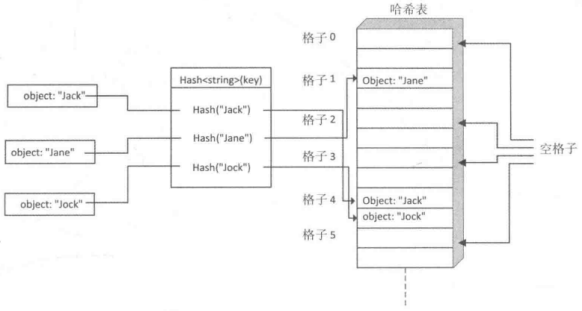 哈希表
格子 0
Hash<string>(key)
格子 1
Object: "Jane"
object: "Jack"
Hash("Jack")
格子 2
Hash("Jane")
object: "Jane"
格子 3
空格子
Hash("Jock")
格子 4
Object: "Jack"
object: "Jock"
object: "Jock"
格子 5